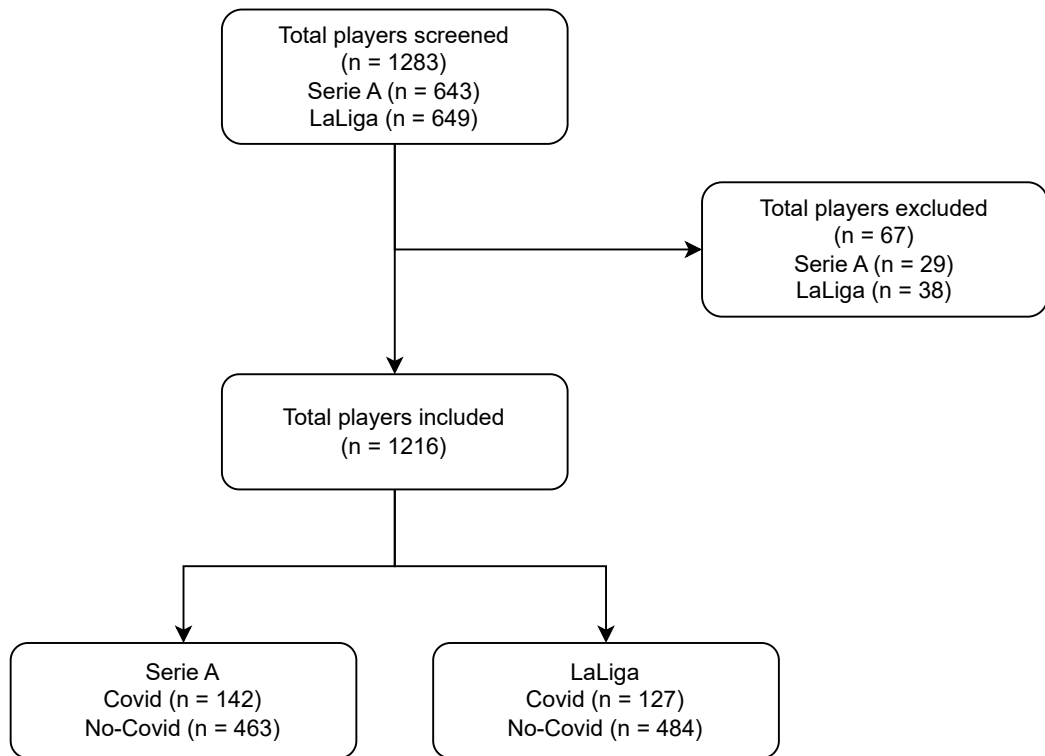 Total players screened
(n = 1283)
Serie A (n = 643)
LaLiga (n = 649)
Total players excluded
(n = 67)
Serie A (n = 29)
LaLiga (n = 38)
Total players included
(n = 1216)
Serie A
Covid (n = 142)
No-Covid (n = 463)
LaLiga
Covid (n = 127)
No-Covid (n = 484)